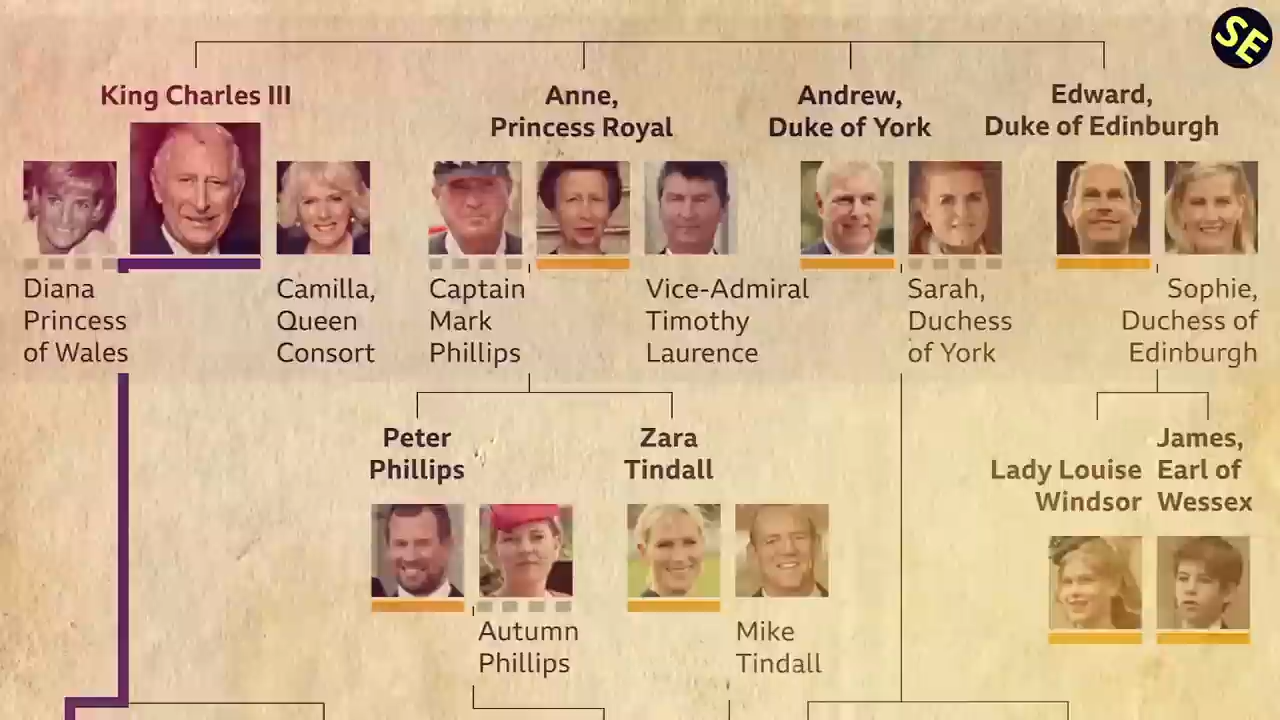 SE
King Charles III
Anne,
Princess Royal
Andrew,
Duke of York
Edward,
Duke of Edinburgh
Diana
Princess
of Wales
Camilla,
Queen
Consort
Captain
Mark
Phillips
Vice-Admiral
Timothy
Laurence
Sarah,
Duchess
of York
Sophie,
Duchess of
Edinburgh
Peter
Phillips
Zara
Tindall
Lady Louise
Windsor
James,
Earl of
Wessex
Autumn
Phillips
Mike
Tindall